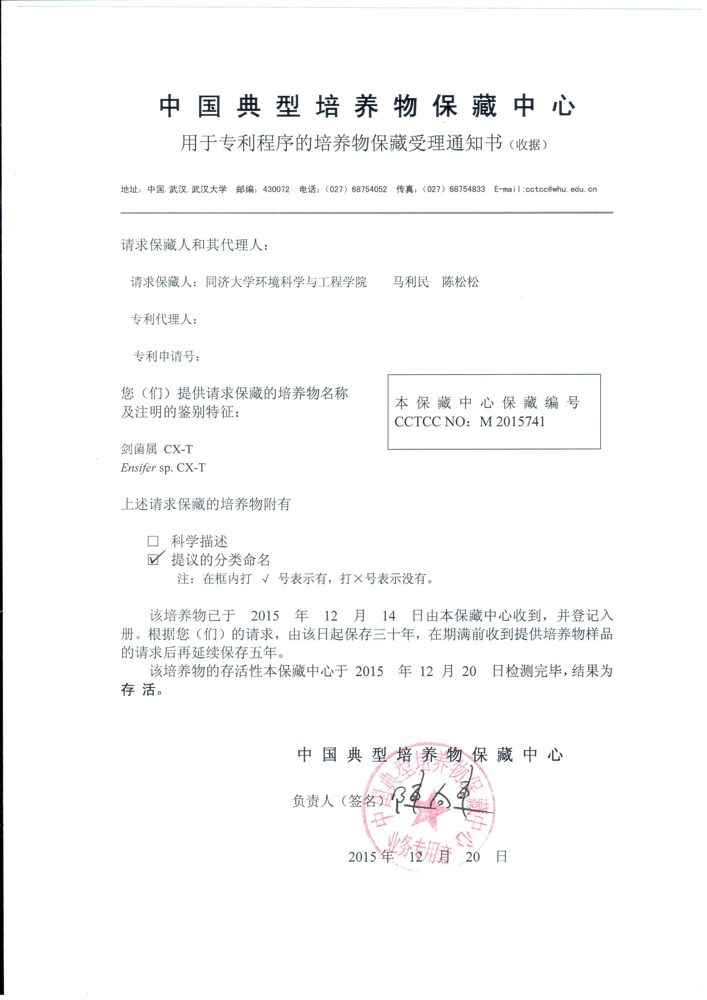 中国典型培养物保藏中心
用于专利程序的培养物保藏受理通知书（收据）
地址：中国.武汉.武汉大学 邮编：430072 电话：（027）68754052 传真：（027）68754833 E-mail:cctcc@whu.edu.cn
请求保藏人和其代理人：
请求保藏人：同济大学环境科学与工程学院 马利民 陈松松
专利代理人：
专利申请号：
您（们）提供请求保藏的培养物名称
及注明的鉴别特征：
本保藏中心保藏编号
CCTCC NO：M 2015741
剑菌属 CX-T
Ensifer sp. CX-T
上述请求保藏的培养物附有
□ 科学描述
☑ 提议的分类命名
注：在框内打 √ 号表示有，打×号表示没有。
该培养物已于 2015 年 12 月 14 日由本保藏中心收到，并登记入
册。根据您（们）的请求，由该日起保存三十年，在期满前收到提供培养物样品
的请求后再延续保存五年。
该培养物的存活性本保藏中心于 2015 年 12 月 20 日检测完毕，结果为
存 活。
中国典型培养物保藏中心
负责人（签名）
中国典型培养物保藏中心
业务专用章
2015 年 12 月 20 日